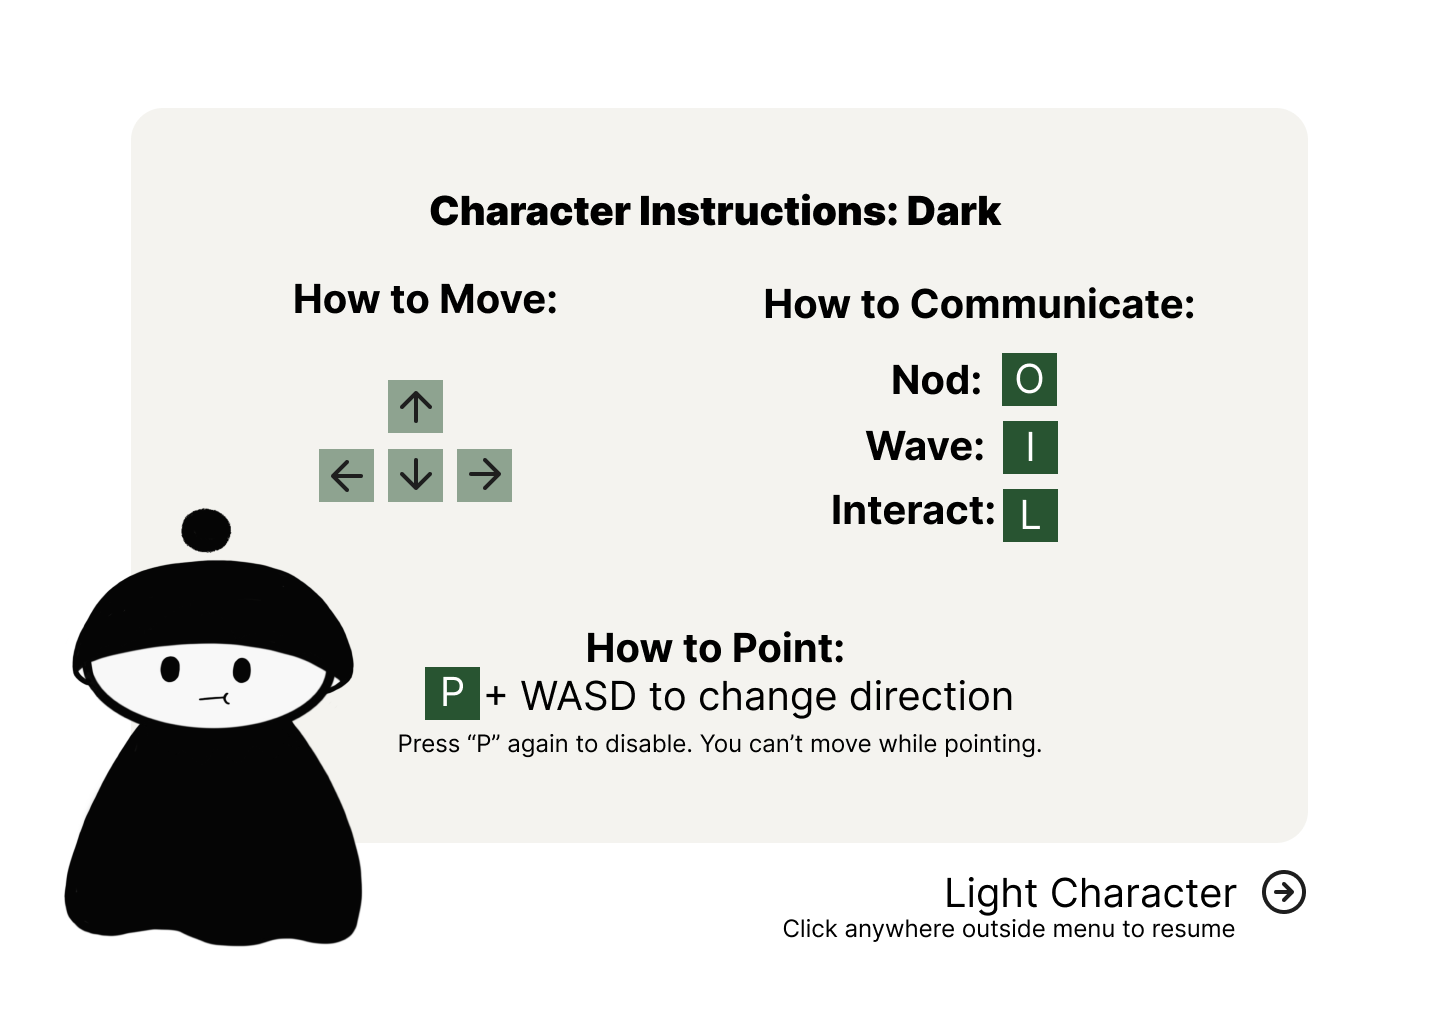 Character Instructions: Dark
How to Move:
How to Communicate:
Nod: O
Wave: I
Interact: L
How to Point:
P + WASD to change direction
Press “P” again to disable. You can’t move while pointing.
Light Character
Click anywhere outside menu to resume